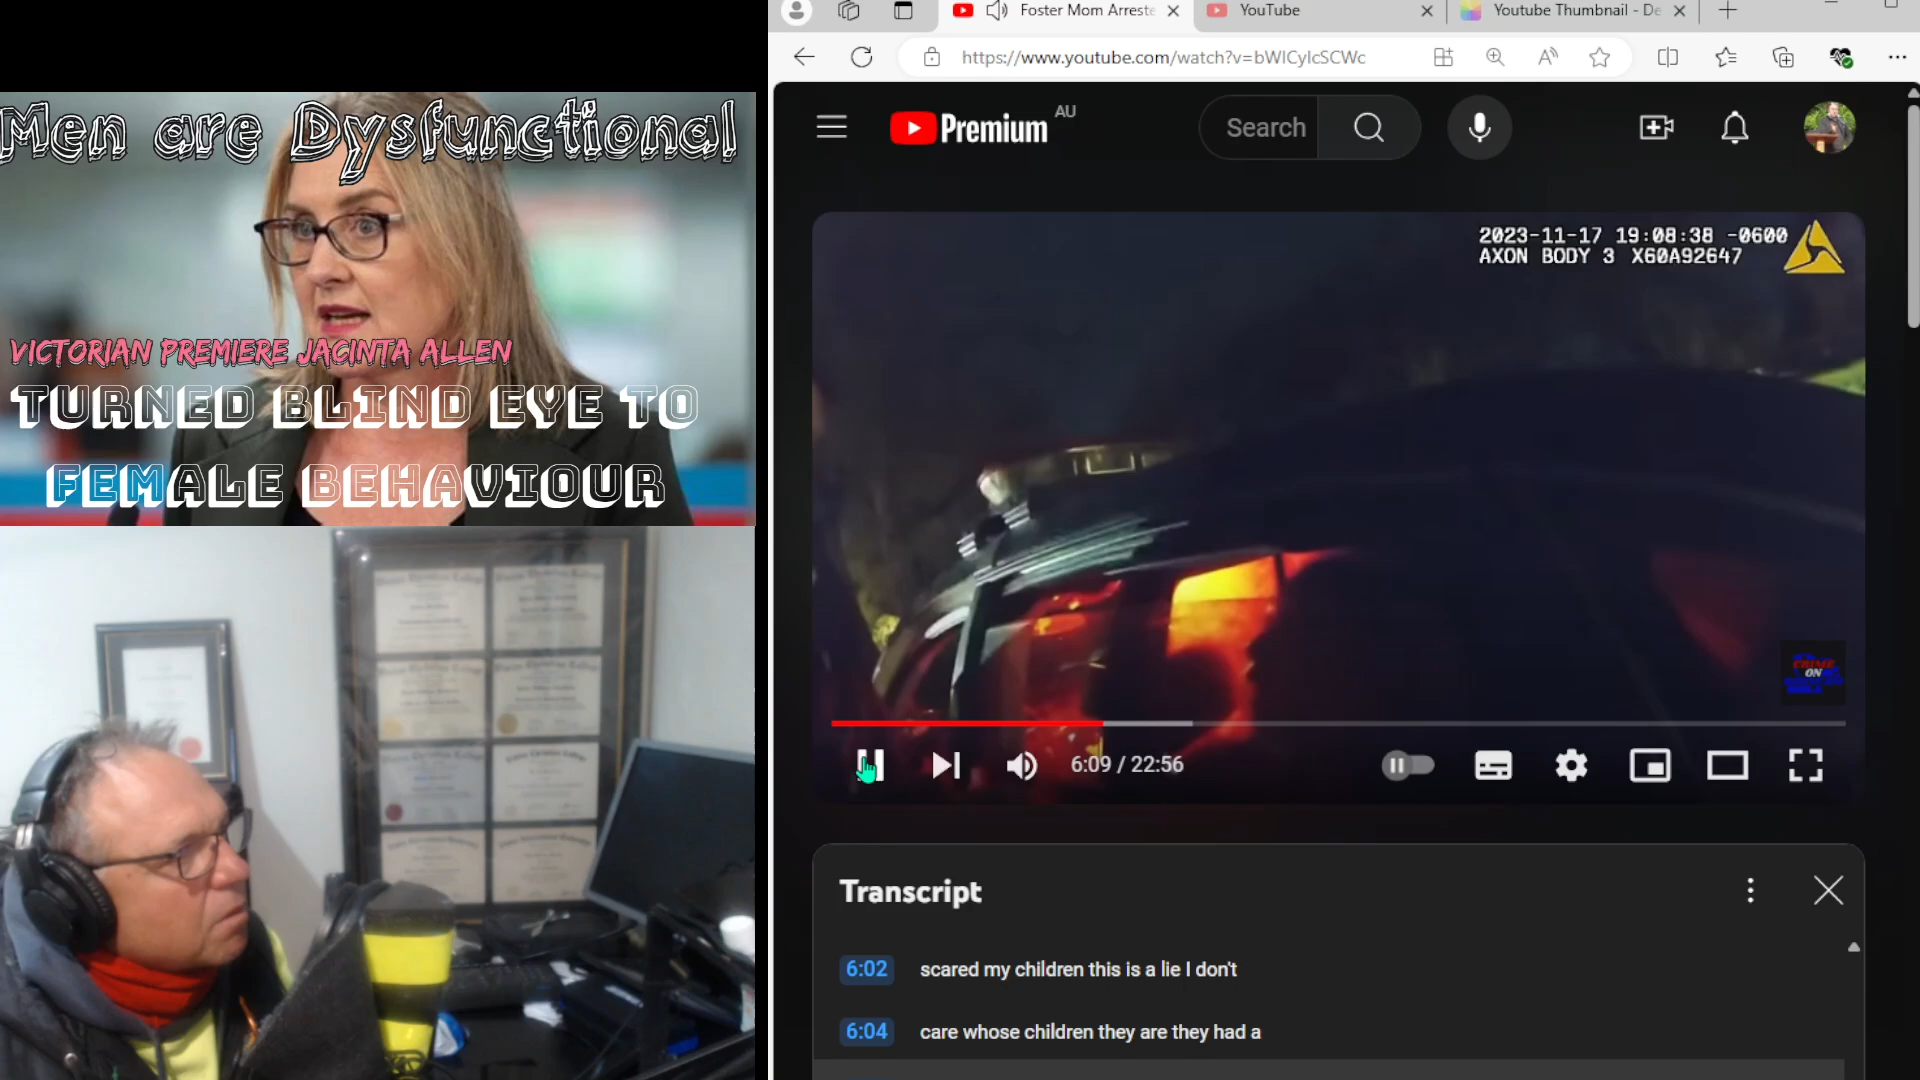 Men are Dysfunctional
VICTORIAN PREMIERE JACINTA ALLEN
TURNED BLIND EYE TO
FEMALE BEHAVIOUR
Foster Mom Arreste
YouTube
Youtube Thumbnail - De
https://www.youtube.com/watch?v=bWlCylcSCWc
Premium AU
Search
2023-11-17 19:08:38 -0600
AXON BODY 3 X60A92647
CRIME
ON
6:09 / 22:56
Transcript
6:02 scared my children this is a lie I don't
6:04 care whose children they are they had a